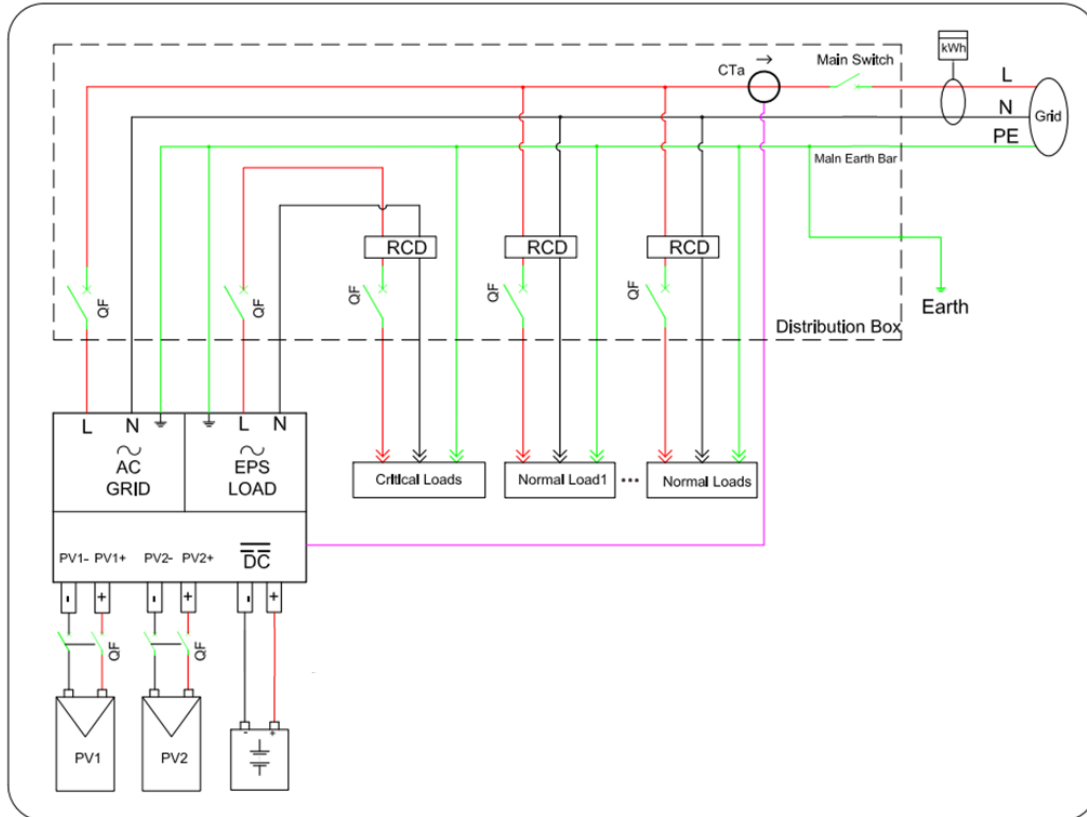 kWh
CTa
Main Switch
L
N
Grid
PE
Main Earth Bar
RCD
RCD
RCD
QF
QF
QF
QF
QF
Earth
Distribution Box
L
N
L
N
AC
GRID
EPS
LOAD
Critical Loads
Normal Load1
•••
Normal Loads
PV1-
PV1+
PV2-
PV2+
DC
-
+
-
+
-
+
QF
QF
PV1
PV2
-
+